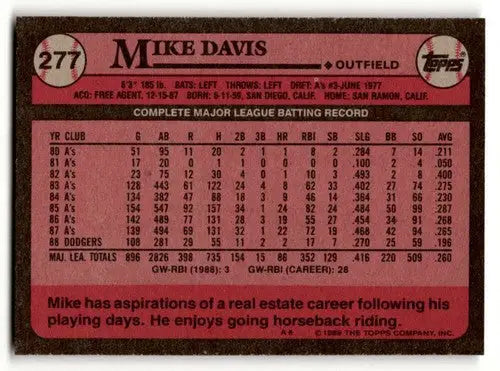 277
MIKE DAVIS
OUTFIELD
Topps
6'3" 185 lb. BATS: LEFT THROWS: LEFT DRFT: A's #3-JUNE 1977
ACQ: FREE AGENT, 12-15-87 BORN: 6-11-59, SAN DIEGO, CALIF. HOME: SAN RAMON, CALIF.
COMPLETE MAJOR LEAGUE BATTING RECORD
YR CLUB G AB R H 2B 3B HR RBI SB SLG BB SO AVG
80 A's 51 95 11 20 2 1 1 8 2 .284 7 14 .211
81 A's 17 20 0 1 1 0 0 0 0 .100 2 4 .050
82 A's 23 75 12 30 4 0 1 10 3 .493 2 8 .400
83 A's 128 443 61 122 24 4 8 62 32 .402 27 74 .275
84 A's 134 382 47 88 18 3 9 46 14 .364 31 66 .230
85 A's 154 547 92 157 34 1 24 82 24 .484 50 99 .287
86 A's 142 489 77 131 28 3 19 55 27 .454 34 91 .268
87 A's 139 494 69 131 32 1 22 72 19 .468 42 94 .265
88 DODGERS 108 281 29 55 11 2 2 17 7 .270 25 59 .196
MAJ. LEA. TOTALS 896 2826 398 735 154 15 86 352 129 .416 220 509 .260
GW-RBI (1988): 3 GW-RBI (CAREER): 28
Mike has aspirations of a real estate career following his
playing days. He enjoys going horseback riding.
© 1989 THE TOPPS COMPANY, INC.